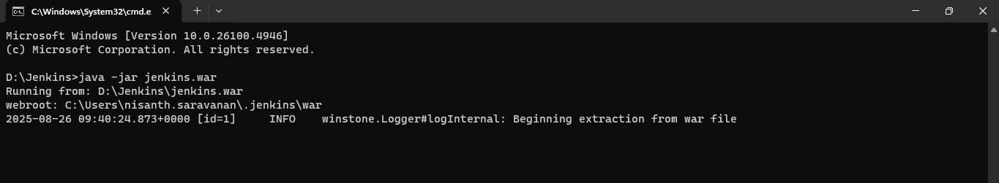 C:\Windows\System32\cmd.e
Microsoft Windows [Version 10.0.26100.4946]
(c) Microsoft Corporation. All rights reserved.
D:\Jenkins>java -jar jenkins.war
Running from: D:\Jenkins\jenkins.war
webroot: C:\Users\nisanth.saravanan\.jenkins\war
2025-08-26 09:40:24.873+0000 [id=1]     INFO    winstone.Logger#logInternal: Beginning extraction from war file